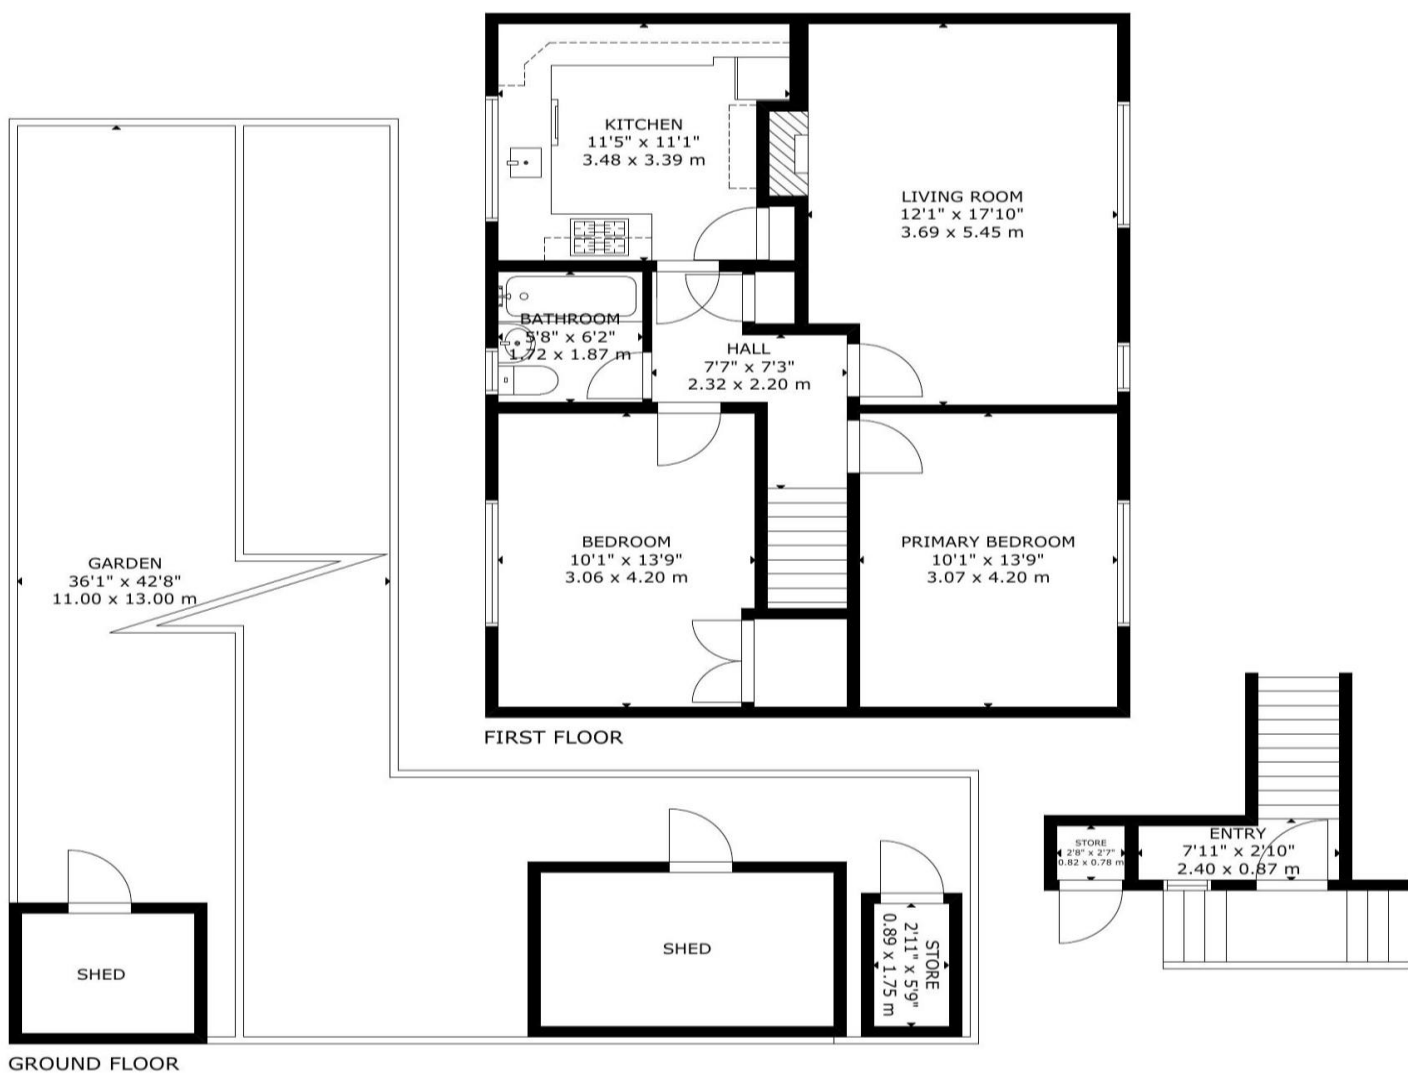 KITCHEN
11'5" x 11'1"
3.48 x 3.39 m
LIVING ROOM
12'1" x 17'10"
3.69 x 5.45 m
BATHROOM
5'8" x 6'2"
1.72 x 1.87 m
HALL
7'7" x 7'3"
2.32 x 2.20 m
BEDROOM
10'1" x 13'9"
3.06 x 4.20 m
PRIMARY BEDROOM
10'1" x 13'9"
3.07 x 4.20 m
FIRST FLOOR
GARDEN
36'1" x 42'8"
11.00 x 13.00 m
STORE
2'8" x 2'7"
0.82 x 0.78 m
ENTRY
7'11" x 2'10"
2.40 x 0.87 m
SHED
SHED
STORE
2'11" x 5'9"
0.89 x 1.75 m
GROUND FLOOR